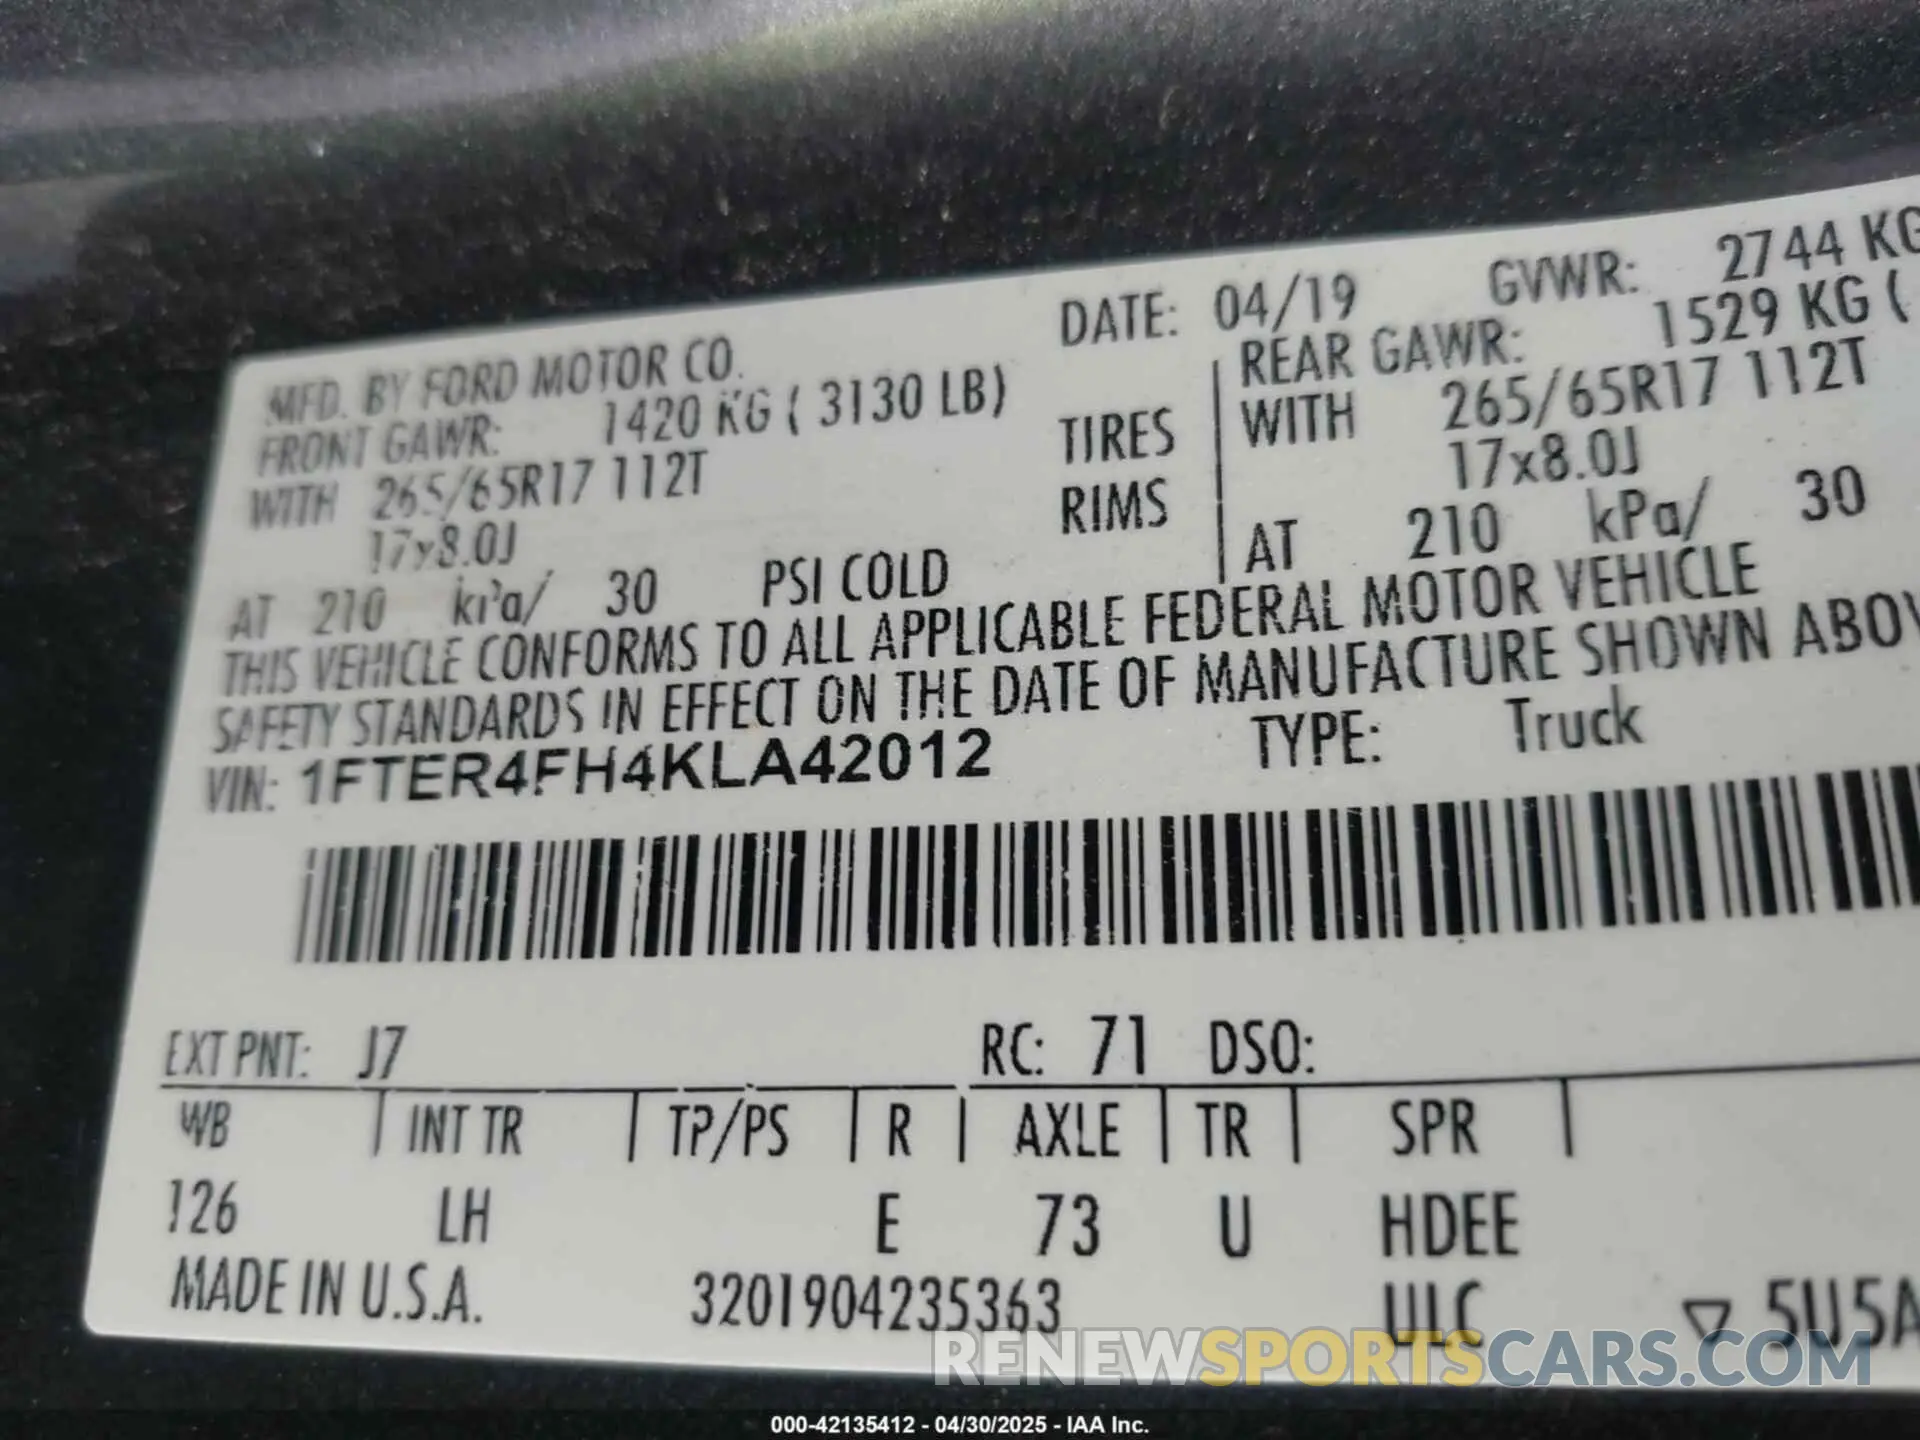 MFD. BY FORD MOTOR CO. DATE: 04/19 GVWR: 2744 KG
FRONT GAWR: 1420 KG ( 3130 LB) REAR GAWR: 1529 KG (
WITH 265/65R17 112T TIRES WITH 265/65R17 112T
17x8.0J RIMS 17x8.0J
AT 210 kPa/ 30 PSI COLD AT 210 kPa/ 30
THIS VEHICLE CONFORMS TO ALL APPLICABLE FEDERAL MOTOR VEHICLE
SAFETY STANDARDS IN EFFECT ON THE DATE OF MANUFACTURE SHOWN ABOV
VIN: 1FTER4FH4KLA42012 TYPE: Truck
EXT PNT: J7 RC: 71 DSO:
WB INT TR TP/PS R AXLE TR SPR
126 LH E 73 U HDEE
MADE IN U.S.A. 3201904235363 ULC ▽ 5U5A
RENEWSPORTSCARS.COM
000-42135412 - 04/30/2025 - IAA Inc.